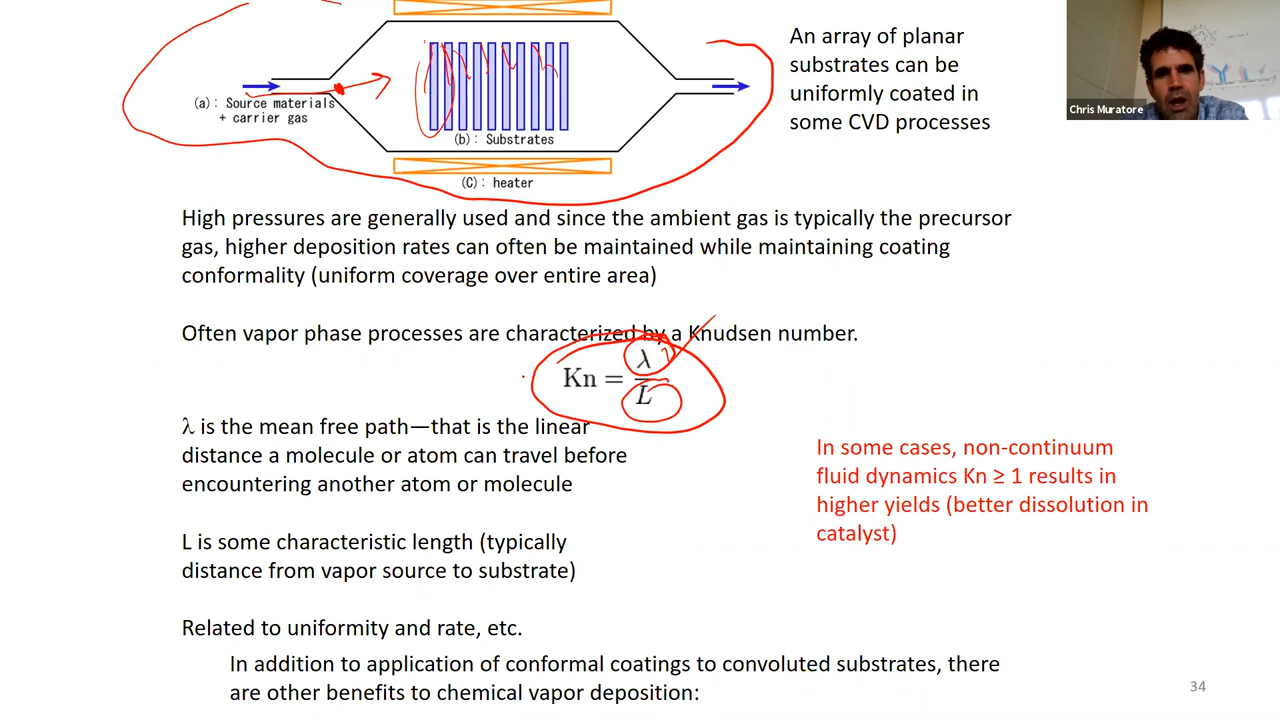 An array of planar
substrates can be
uniformly coated in
some CVD processes
Chris Muratore
(a): Source materials
+ carrier gas
(b): Substrates
(C): heater
High pressures are generally used and since the ambient gas is typically the precursor
gas, higher deposition rates can often be maintained while maintaining coating
conformality (uniform coverage over entire area)
Often vapor phase processes are characterized by a Knudsen number.
Kn = λ/L
λ is the mean free path—that is the linear
distance a molecule or atom can travel before
encountering another atom or molecule
In some cases, non-continuum
fluid dynamics Kn ≥ 1 results in
higher yields (better dissolution in
catalyst)
L is some characteristic length (typically
distance from vapor source to substrate)
Related to uniformity and rate, etc.
In addition to application of conformal coatings to convoluted substrates, there
are other benefits to chemical vapor deposition:
34